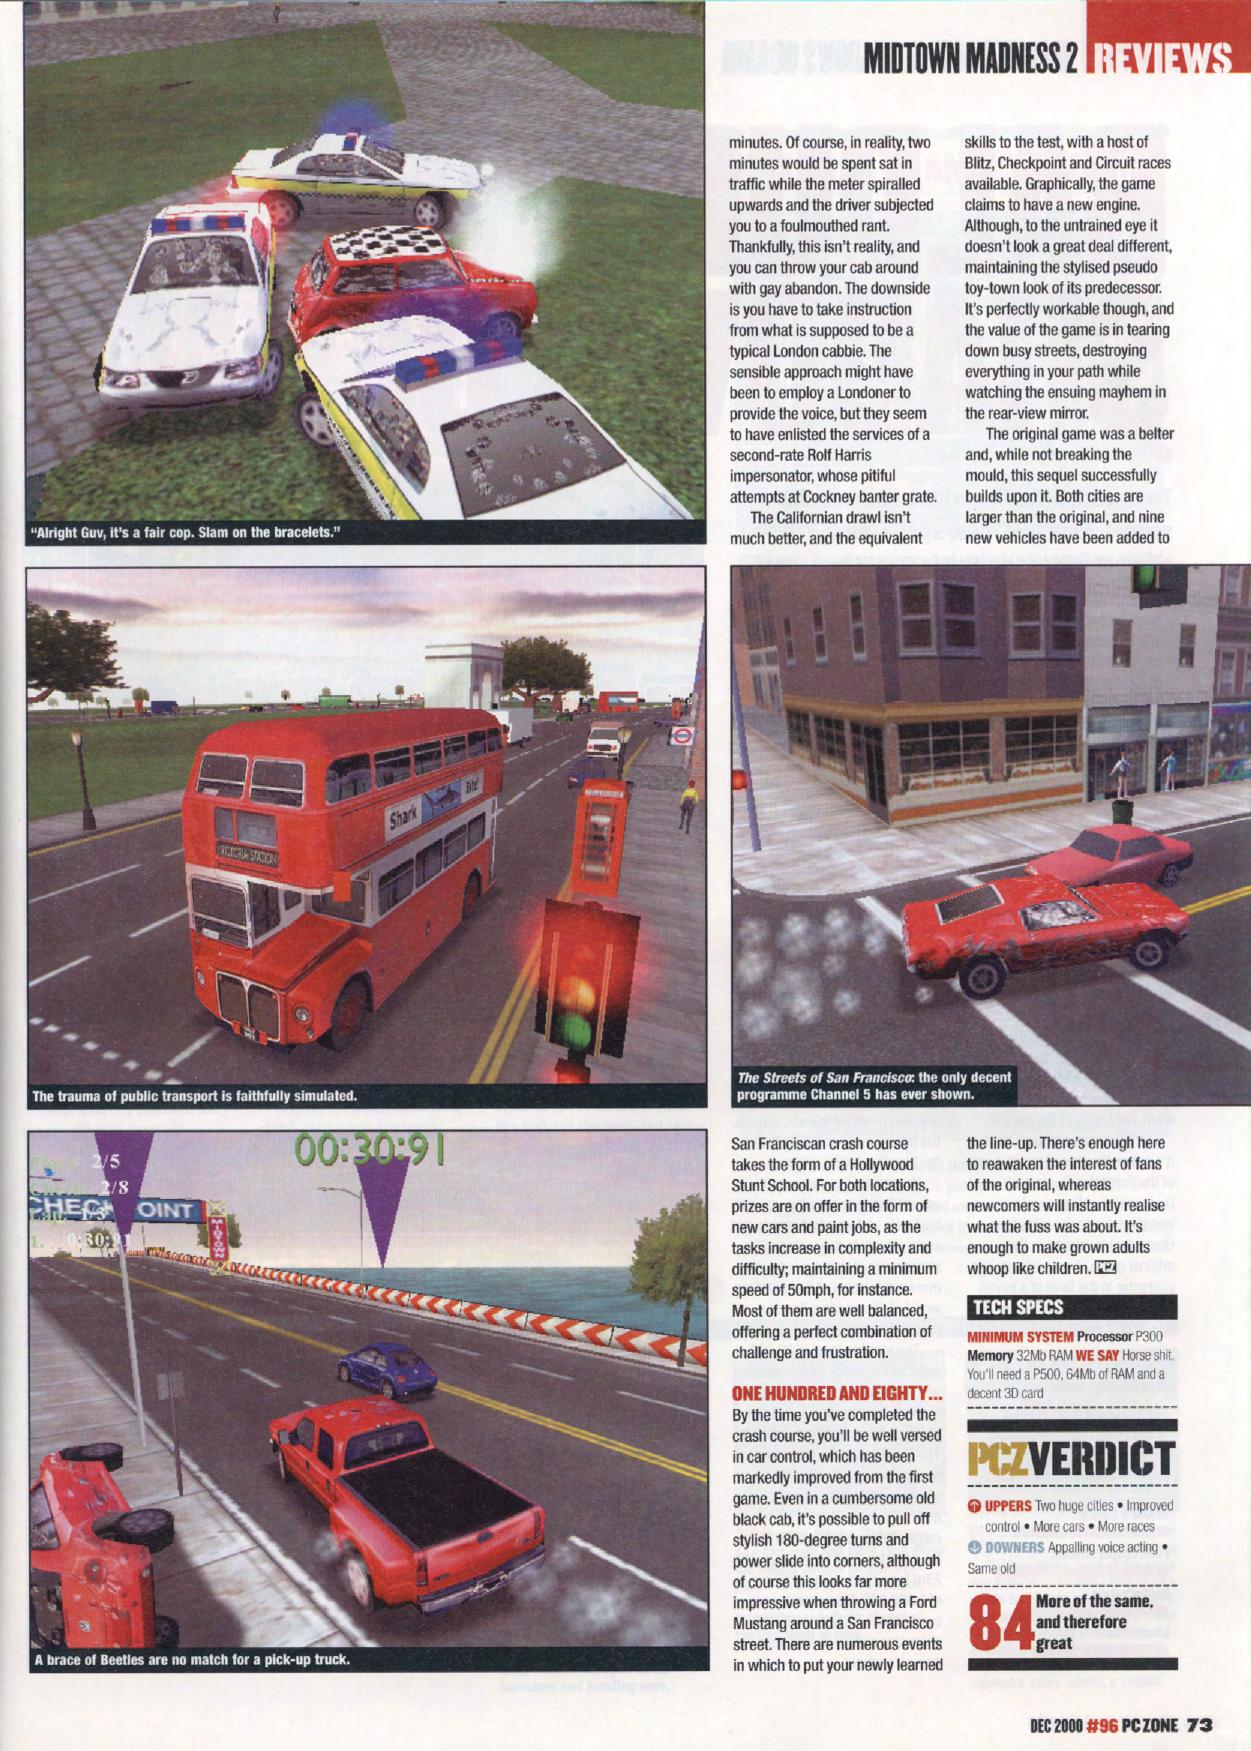 MIDTOWN MADNESS 2 REVIEWS
"Alright Guv, it's a fair cop. Slam on the bracelets."
minutes. Of course, in reality, two
minutes would be spent sat in
traffic while the meter spiralled
upwards and the driver subjected
you to a foulmouthed rant.
Thankfully, this isn't reality, and
you can throw your cab around
with gay abandon. The downside
is you have to take instruction
from what is supposed to be a
typical London cabbie. The
sensible approach might have
been to employ a Londoner to
provide the voice, but they seem
to have enlisted the services of a
second-rate Rolf Harris
impersonator, whose pitiful
attempts at Cockney banter grate.
The Californian drawl isn't
much better, and the equivalent
San Franciscan crash course
takes the form of a Hollywood
Stunt School. For both locations,
prizes are on offer in the form of
new cars and paint jobs, as the
tasks increase in complexity and
difficulty; maintaining a minimum
speed of 50mph, for instance.
Most of them are well balanced,
offering a perfect combination of
challenge and frustration.
ONE HUNDRED AND EIGHTY...
By the time you've completed the
crash course, you'll be well versed
in car control, which has been
markedly improved from the first
game. Even in a cumbersome old
black cab, it's possible to pull off
stylish 180-degree turns and
power slide into corners, although
of course this looks far more
impressive when throwing a Ford
Mustang around a San Francisco
street. There are numerous events
in which to put your newly learned
skills to the test, with a host of
Blitz, Checkpoint and Circuit races
available. Graphically, the game
claims to have a new engine.
Although, to the untrained eye it
doesn't look a great deal different,
maintaining the stylised pseudo
toy-town look of its predecessor.
It's perfectly workable though, and
the value of the game is in tearing
down busy streets, destroying
everything in your path while
watching the ensuing mayhem in
the rear-view mirror.
The original game was a belter
and, while not breaking the
mould, this sequel successfully
builds upon it. Both cities are
larger than the original, and nine
new vehicles have been added to
the line-up. There's enough here
to reawaken the interest of fans
of the original, whereas
newcomers will instantly realise
what the fuss was about. It's
enough to make grown adults
whoop like children. PCZ
Shark Bite!
VICTORIA STATION
TELEPHONE
The trauma of public transport is faithfully simulated.
The Streets of San Francisco: the only decent
programme Channel 5 has ever shown.
00:30:91
2/5
2/8
1/3
1. 0:30:91
CHECKPOINT
MIDTOWN
A brace of Beetles are no match for a pick-up truck.
TECH SPECS
MINIMUM SYSTEM Processor P300
Memory 32Mb RAM WE SAY Horse shit.
You'll need a P500, 64Mb of RAM and a
decent 3D card
PCZVERDICT
UPPERS Two huge cities • Improved
control • More cars • More races
DOWNERS Appalling voice acting •
Same old
84 More of the same,
and therefore
great
DEC 2000 #96 PC ZONE 73